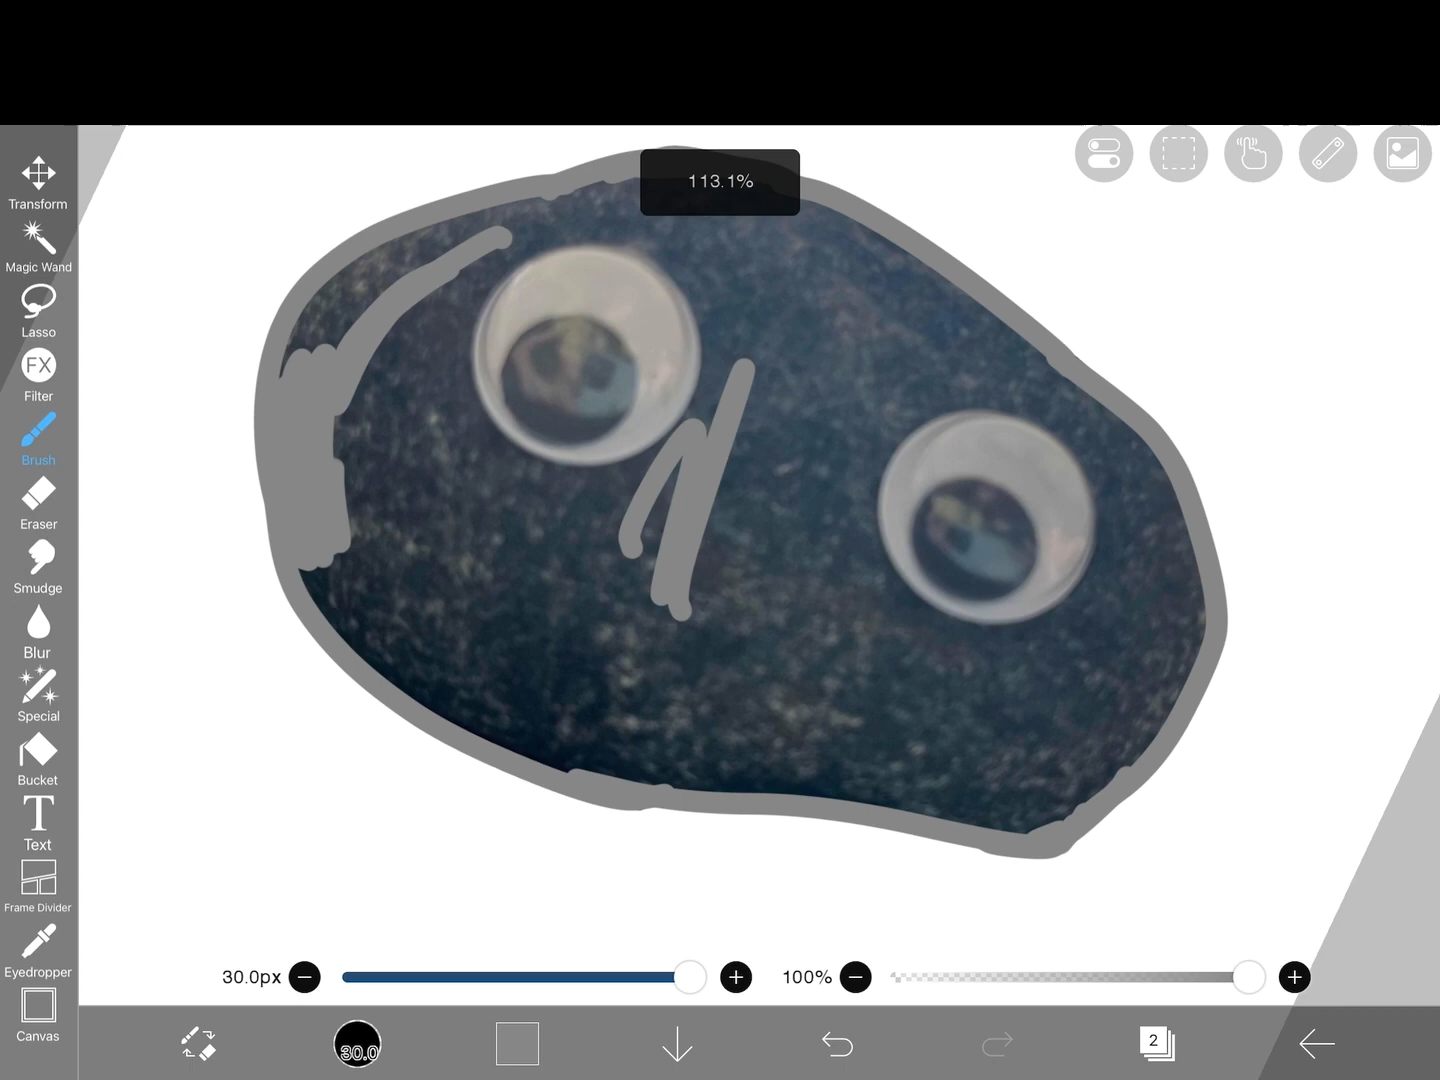 113.1%
Transform
Magic Wand
Lasso
FX
Filter
Brush
Eraser
Smudge
Blur
Special
Bucket
T
Text
Frame Divider
Eyedropper
Canvas
30.0px
100%
30.0
2